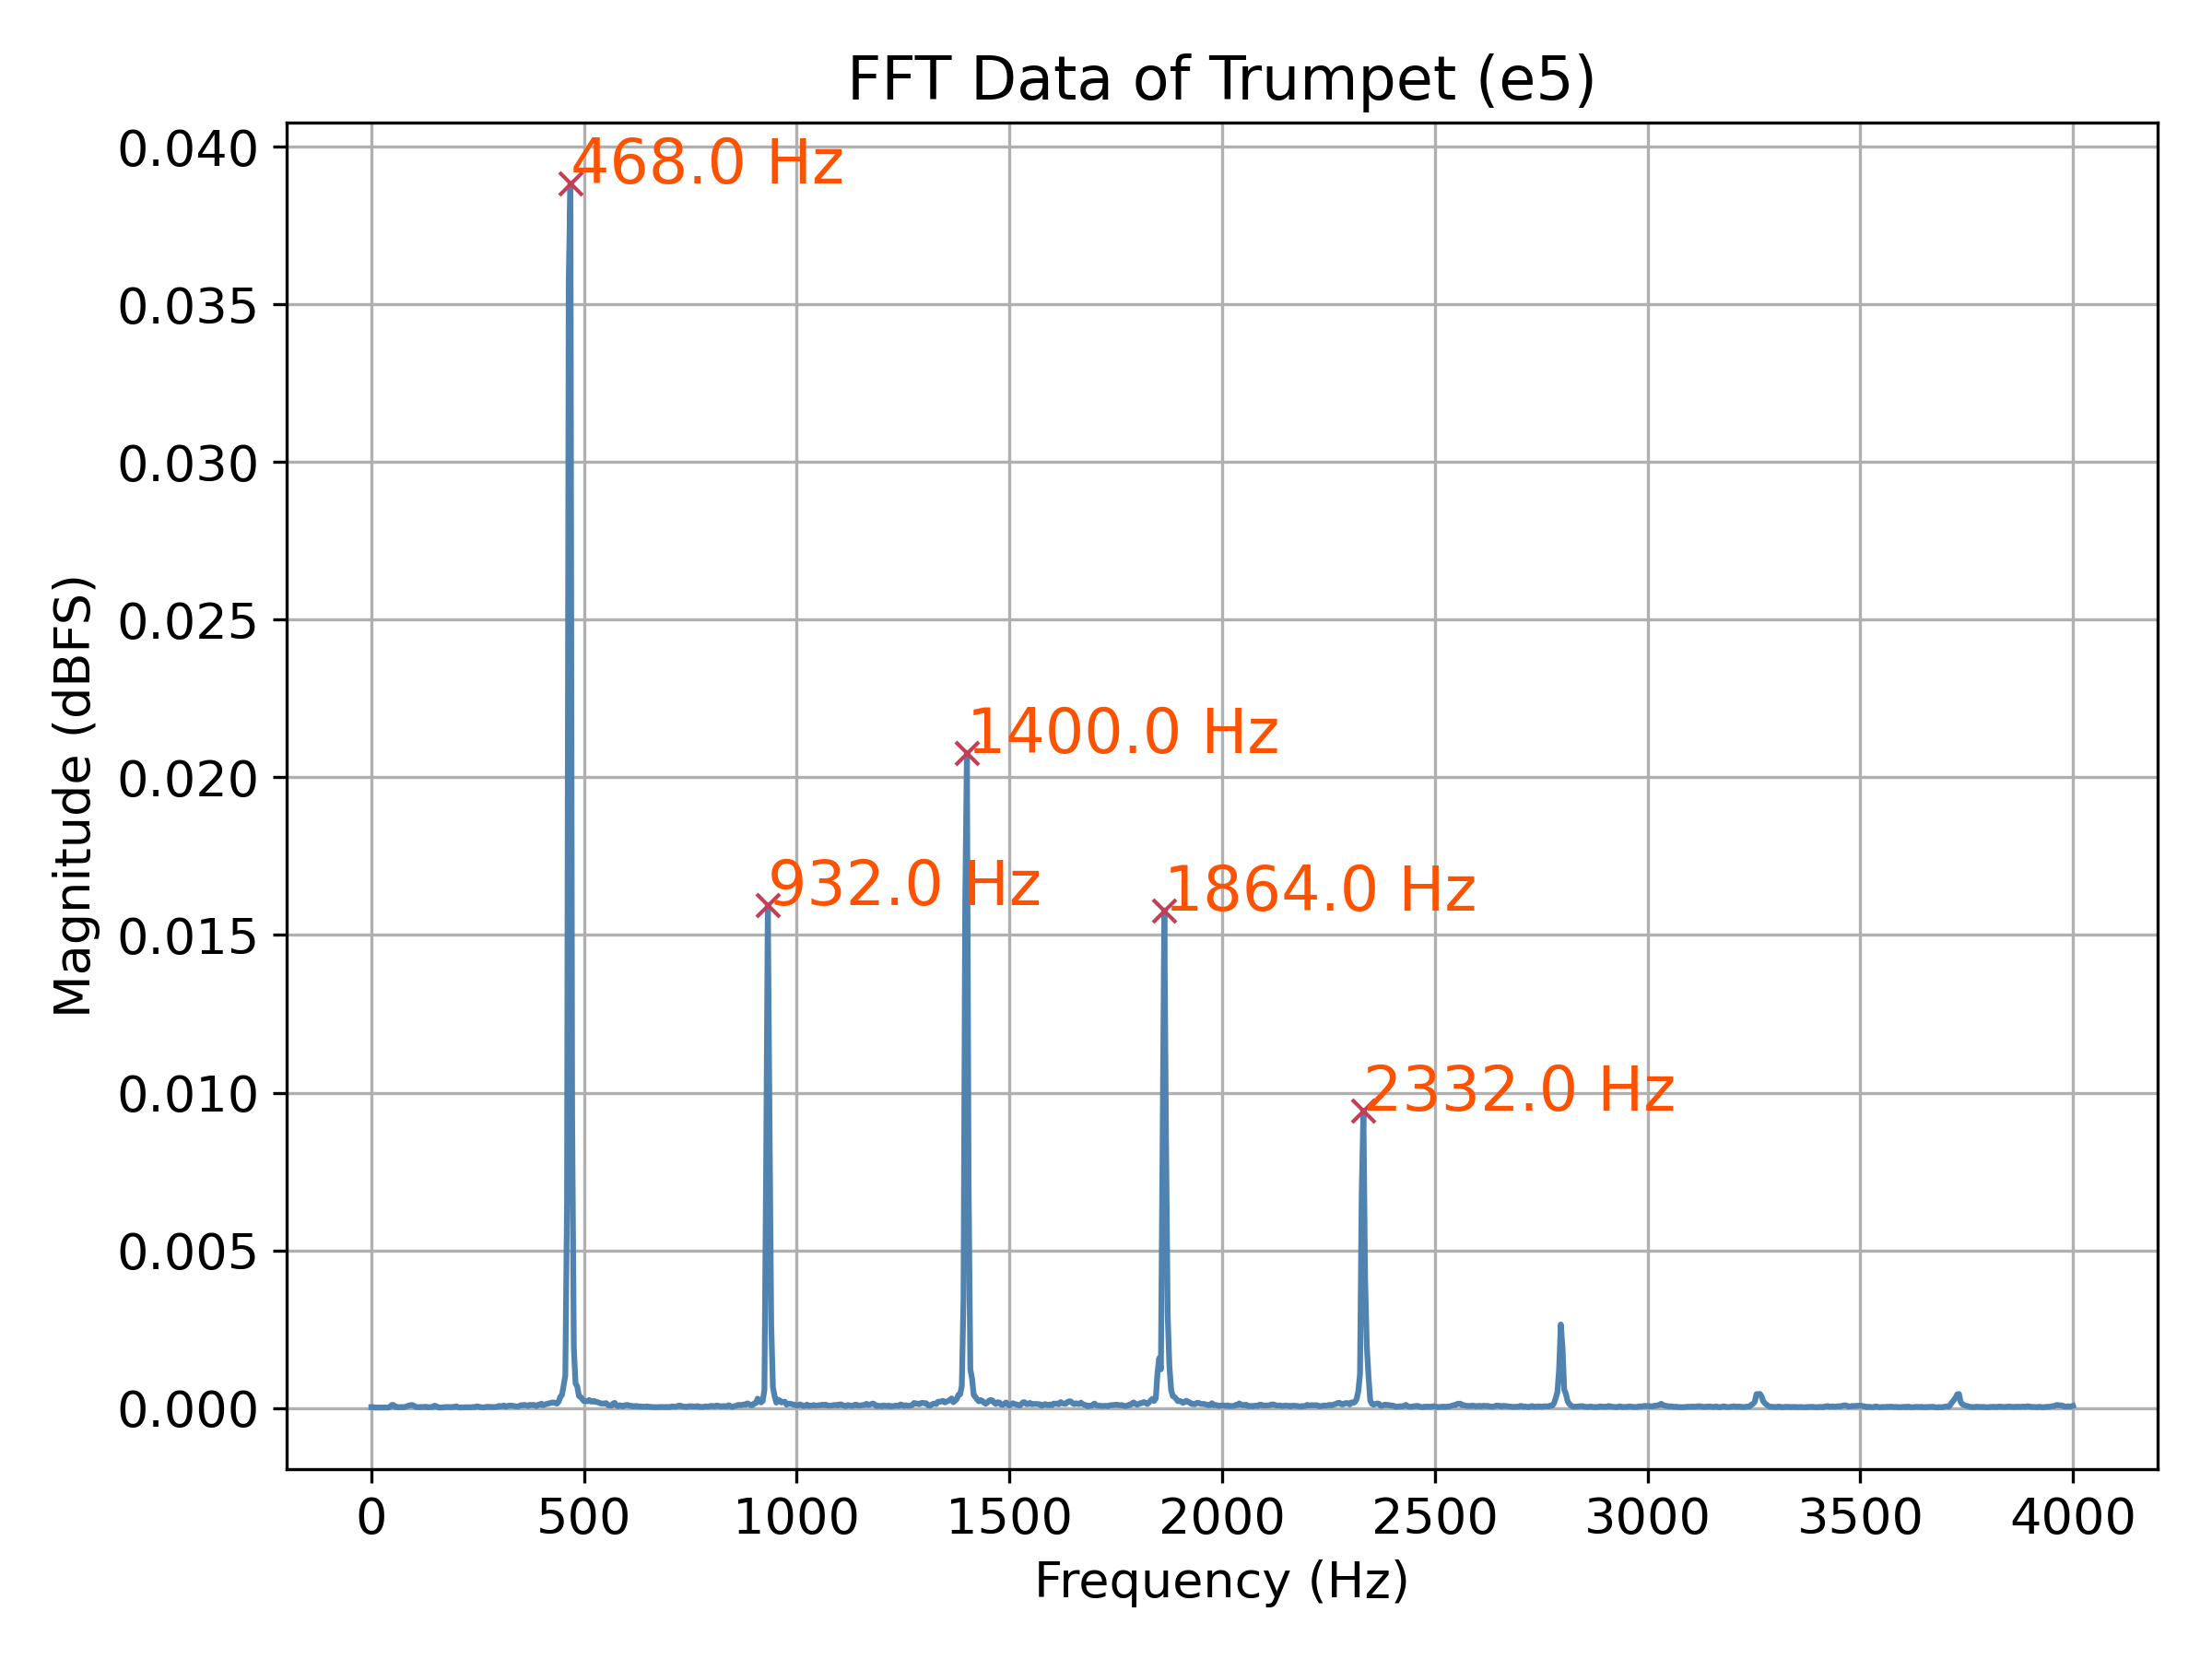 FFT Data of Trumpet (e5)
Magnitude (dBFS)
0.040
0.035
0.030
0.025
0.020
0.015
0.010
0.005
0.000
468.0 Hz
932.0 Hz
1400.0 Hz
1864.0 Hz
2332.0 Hz
0 500 1000 1500 2000 2500 3000 3500 4000
Frequency (Hz)